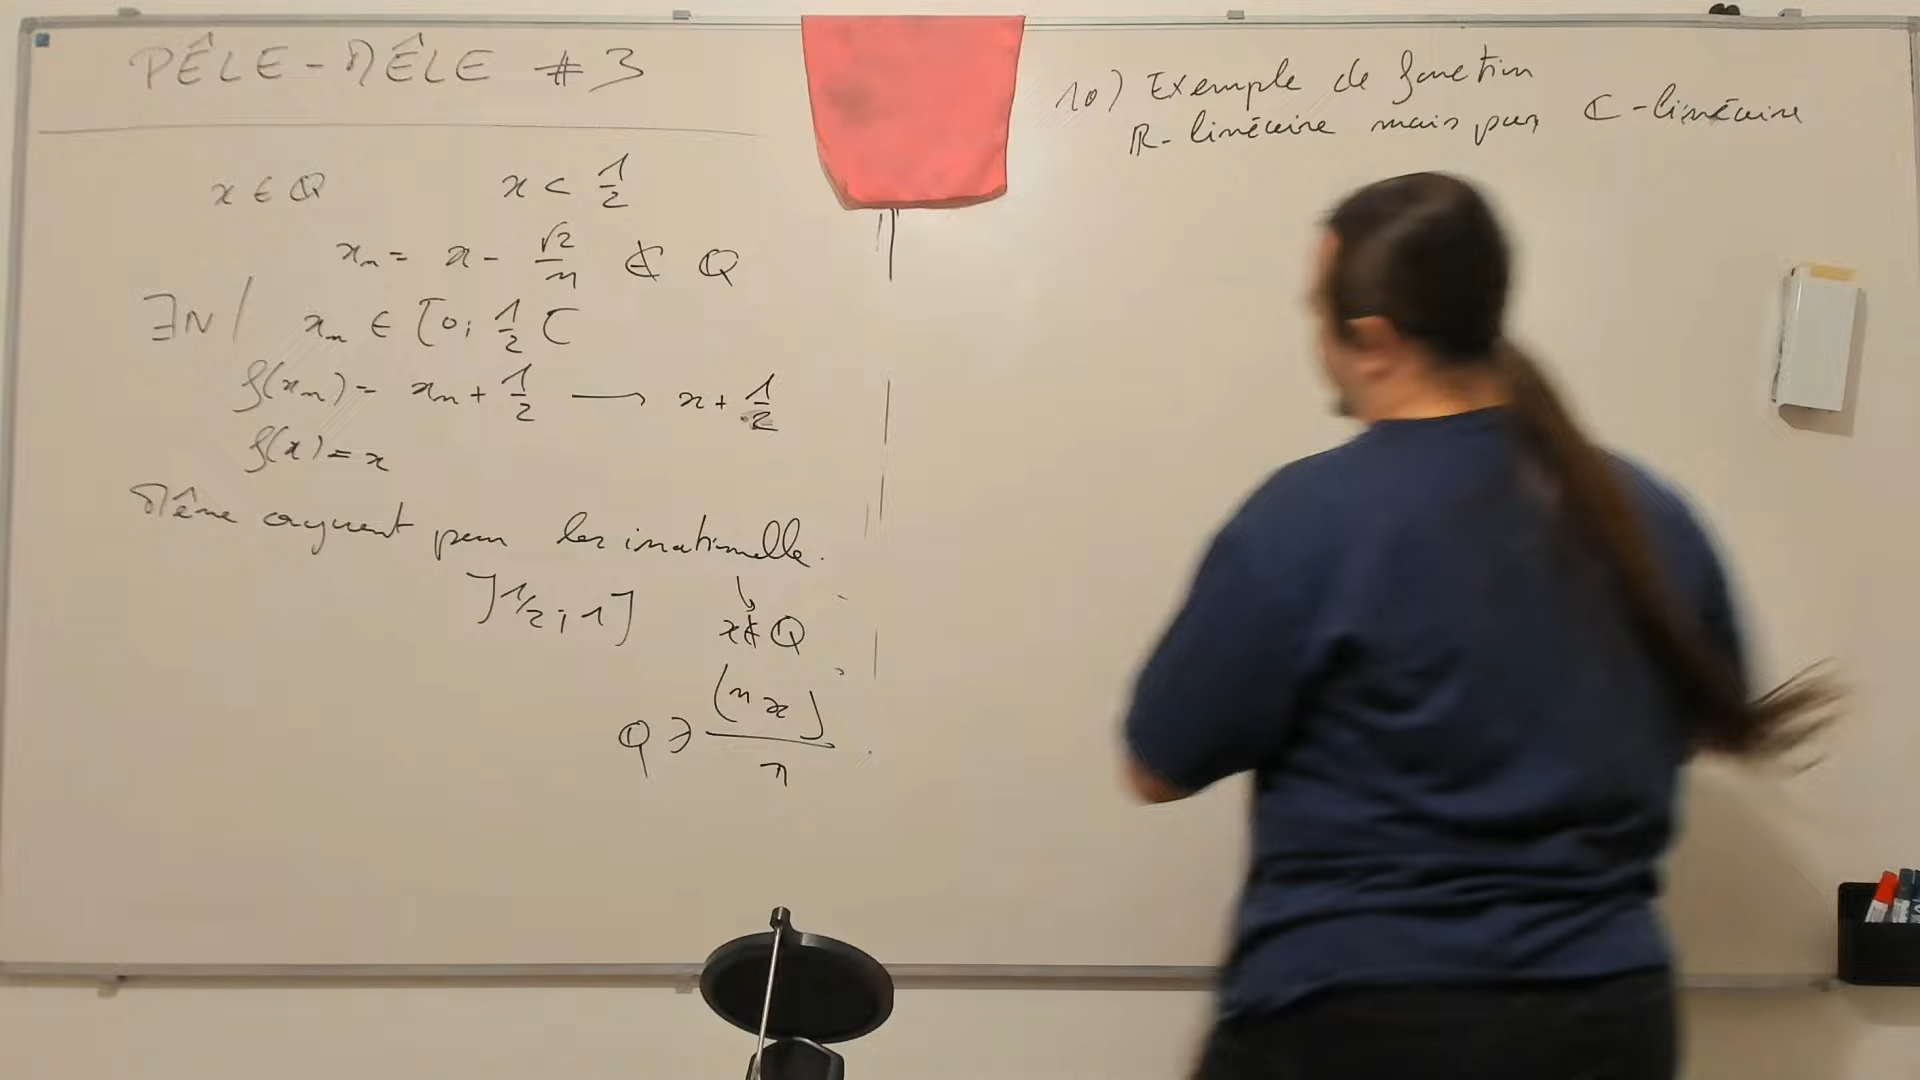 PÊLE-MÊLE #3
x ∈ ℚ x < 1/2
xₙ = x - √2/n ∉ ℚ
∃N / xₙ ∈ [0; 1/2[
f(xₙ) = xₙ + 1/2 ⟶ x + 1/2
f(x) = x
Même argument pour les irrationnelle.
]1/2; 1] x ∉ ℚ
ℚ ∋ ⌊nx⌋/n
10) Exemple de fonction
ℝ-linéaire mais pas ℂ-linéaire